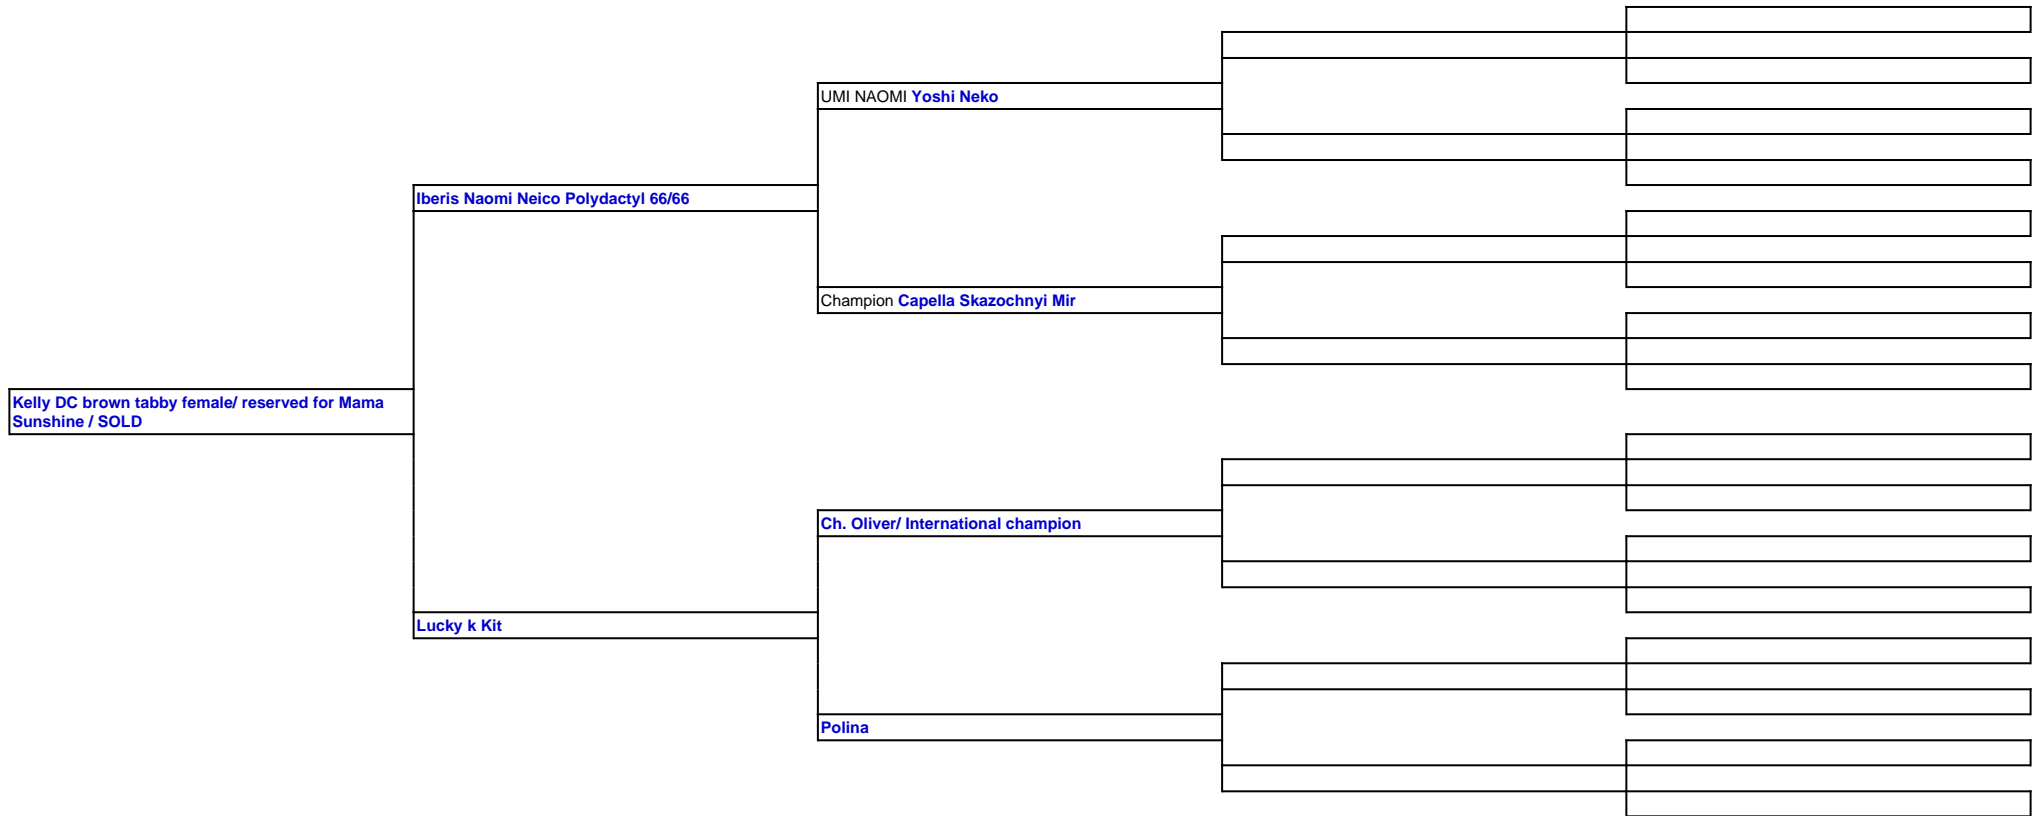 UMI NAOMI Yoshi Neko
Iberis Naomi Neico Polydactyl 66/66
Champion Capella Skazochnyi Mir
Kelly DC brown tabby female/ reserved for Mama
Sunshine / SOLD
Ch. Oliver/ International champion
Lucky k Kit
Polina